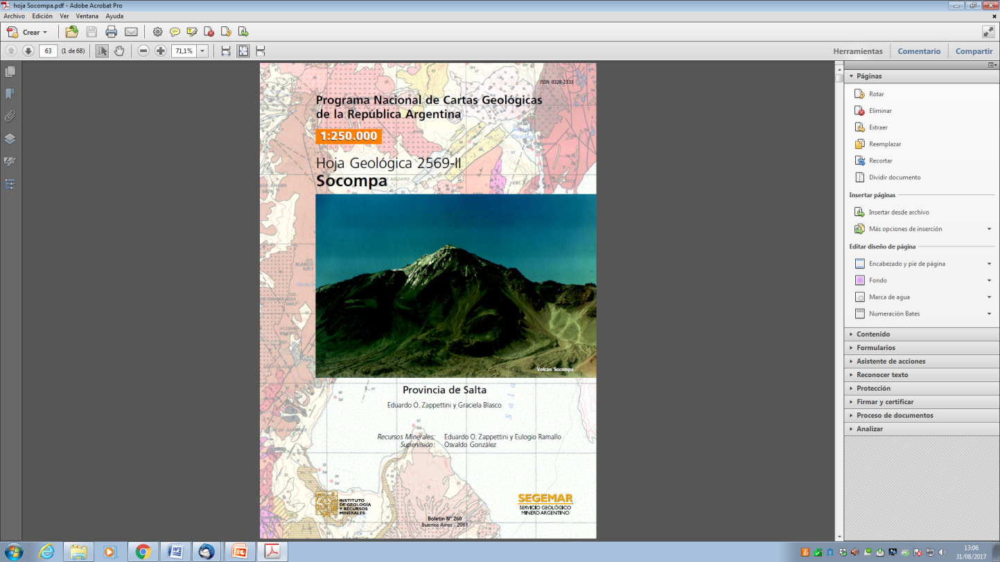 hoja Socompa.pdf - Adobe Acrobat Pro
Archivo Edición Ver Ventana Ayuda
Crear
63 (1 de 68) 71,1%
Herramientas Comentario Compartir
ISSN 0328-2333
Programa Nacional de Cartas Geológicas
de la República Argentina
1:250.000
Hoja Geológica 2569-II
Socompa
Volcán Socompa
Provincia de Salta
Eduardo O. Zappettini y Graciela Blasco
Recursos Minerales: Eduardo O. Zappettini y Eulogio Ramallo
Supervisión: Osvaldo González
INSTITUTO
DE GEOLOGÍA
Y RECURSOS
MINERALES
SEGEMAR
SERVICIO GEOLÓGICO
MINERO ARGENTINO
Boletín Nº 260
Buenos Aires - 2001
Páginas
Rotar
Eliminar
Extraer
Reemplazar
Recortar
Dividir documento
Insertar páginas
Insertar desde archivo
Más opciones de inserción
Editar diseño de página
Encabezado y pie de página
Fondo
Marca de agua
Numeración Bates
Contenido
Formularios
Asistente de acciones
Reconocer texto
Protección
Firmar y certificar
Proceso de documentos
Analizar
13:06
31/08/2017